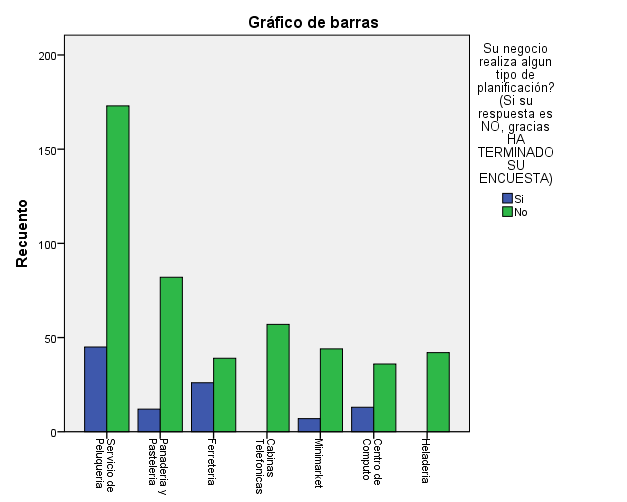 Gráfico de barras
Su negocio
realiza algun
tipo de
planificación?
(Si su
respuesta es
NO, gracias
HA
TERMINADO
SU
ENCUESTA)
Si
No
Recuento
200
150
100
50
0
Servicio de
Peluqueria
Panaderia y
Pasteleria
Ferreteria
Cabinas
Telefonicas
Minimarket
Centro de
Computo
Heladeria